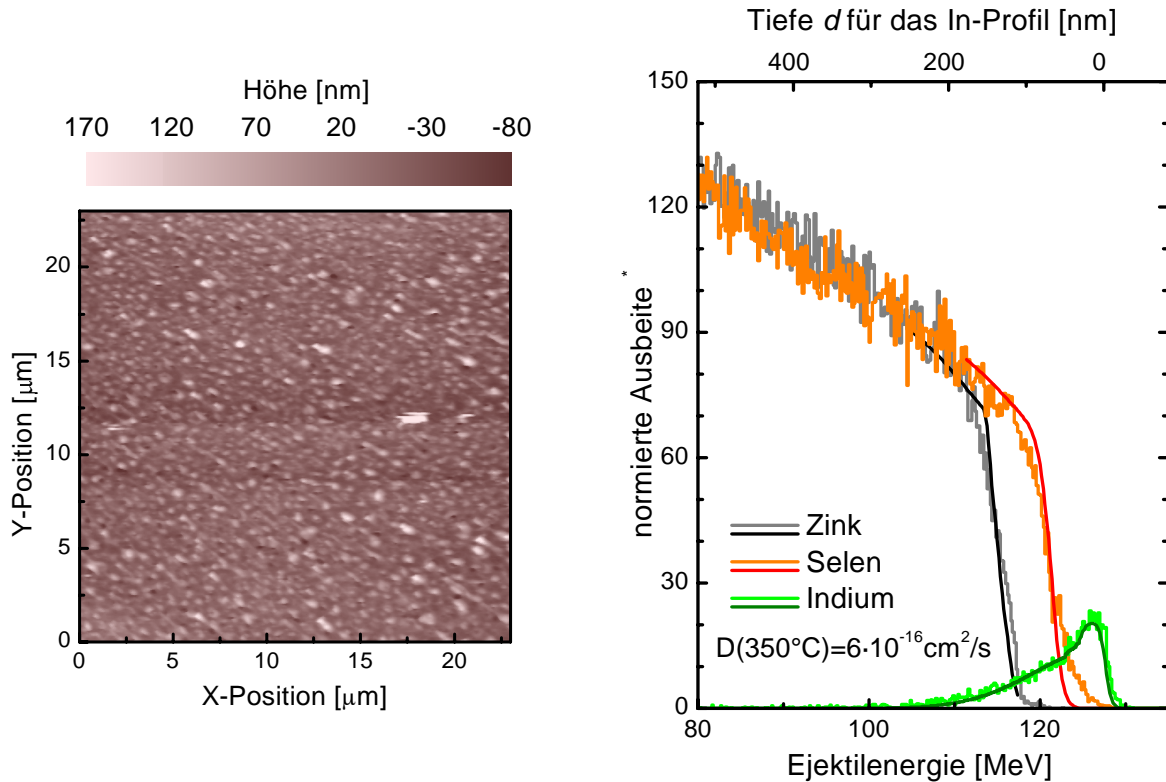 Höhe [nm]
170 120 70 20 -30 -80
20
15
10
5
0
Y-Position [μm]
0 5 10 15 20
X-Position [μm]
Tiefe d für das In-Profil [nm]
400 200 0
150
120
90
60
30
0
normierte Ausbeite*
Zink
Selen
Indium
D(350°C)=6·10⁻¹⁶cm²/s
80 100 120
Ejektilenergie [MeV]